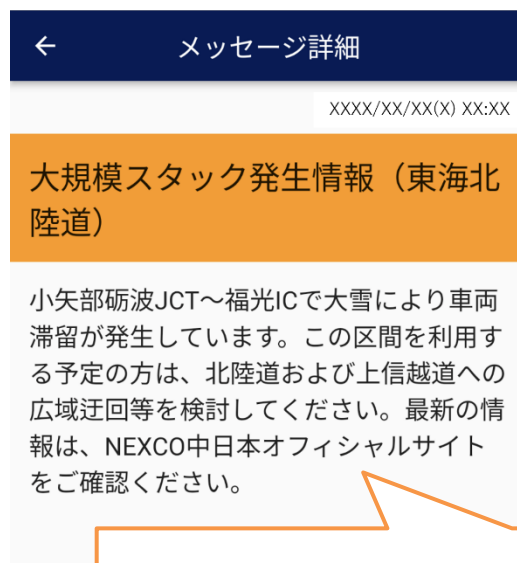 メッセージ詳細
XXXX/XX/XX(X) XX:XX
大規模スタック発生情報（東海北
陸道）
小矢部砺波JCT～福光ICで大雪により車両
滞留が発生しています。この区間を利用す
る予定の方は、北陸道および上信越道への
広域迂回等を検討してください。最新の情
報は、NEXCO中日本オフィシャルサイト
をご確認ください。